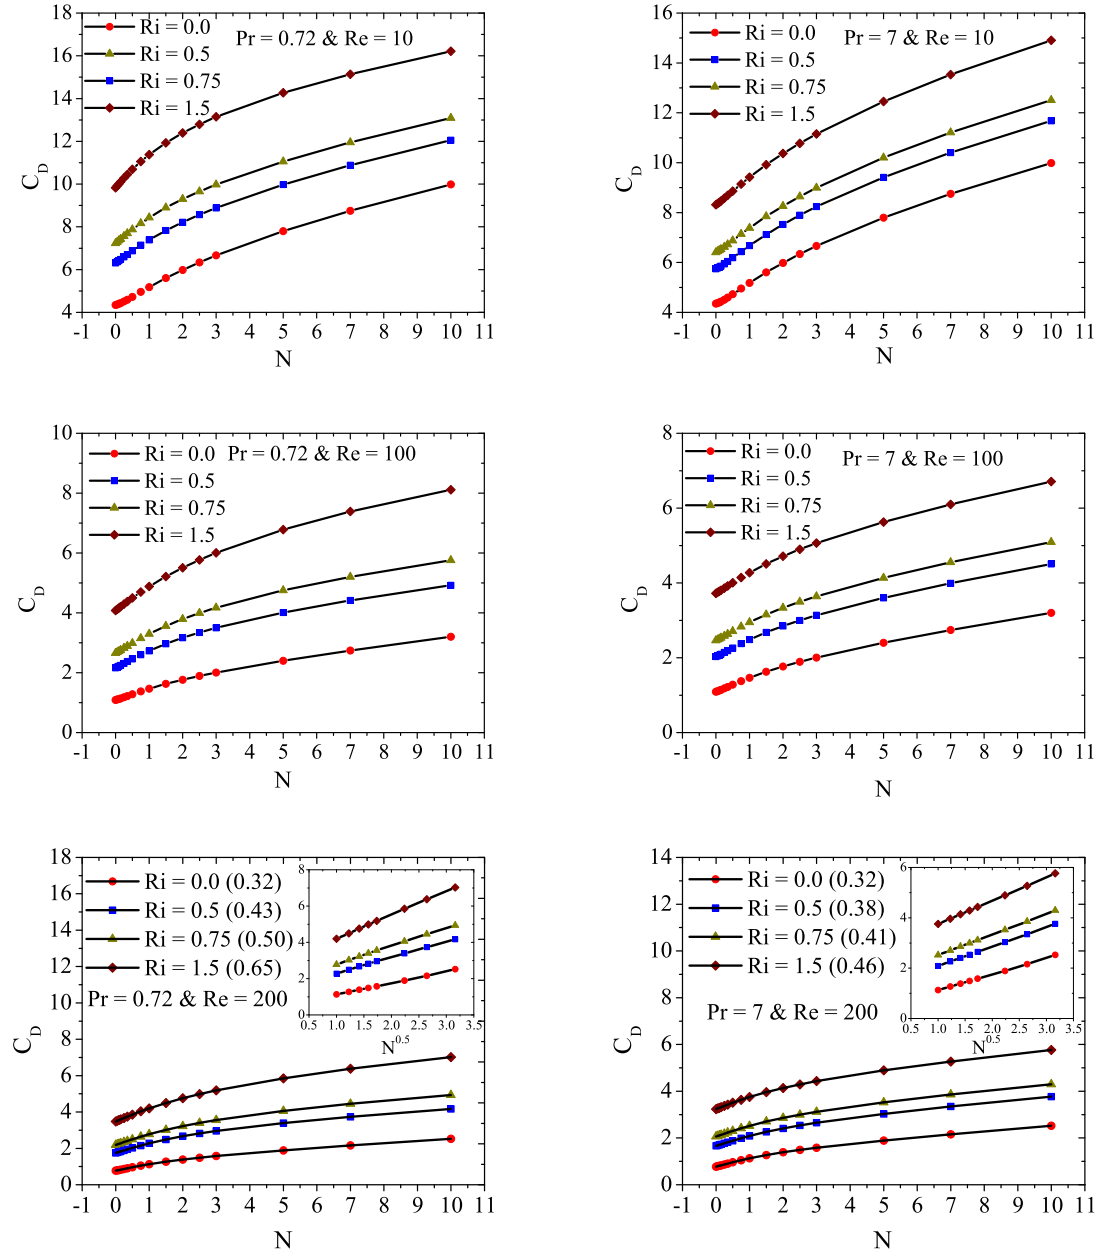 Ri = 0.0
Ri = 0.5
Ri = 0.75
Ri = 1.5
Pr = 0.72 & Re = 10
18
16
14
12
10
8
6
4
C_D
-1 0 1 2 3 4 5 6 7 8 9 10 11
N
Ri = 0.0
Ri = 0.5
Ri = 0.75
Ri = 1.5
Pr = 7 & Re = 10
16
14
12
10
8
6
4
C_D
-1 0 1 2 3 4 5 6 7 8 9 10 11
N
Ri = 0.0
Ri = 0.5
Ri = 0.75
Ri = 1.5
Pr = 0.72 & Re = 100
10
8
6
4
2
0
C_D
-1 0 1 2 3 4 5 6 7 8 9 10 11
N
Ri = 0.0
Ri = 0.5
Ri = 0.75
Ri = 1.5
Pr = 7 & Re = 100
8
6
4
2
0
C_D
-1 0 1 2 3 4 5 6 7 8 9 10 11
N
Ri = 0.0 (0.32)
Ri = 0.5 (0.43)
Ri = 0.75 (0.50)
Ri = 1.5 (0.65)
Pr = 0.72 & Re = 200
18
16
14
12
10
8
6
4
2
0
C_D
8
6
4
2
0
0.5 1.0 1.5 2.0 2.5 3.0 3.5
N^0.5
-1 0 1 2 3 4 5 6 7 8 9 10 11
N
Ri = 0.0 (0.32)
Ri = 0.5 (0.38)
Ri = 0.75 (0.41)
Ri = 1.5 (0.46)
Pr = 7 & Re = 200
14
12
10
8
6
4
2
0
C_D
6
4
2
0
0.5 1.0 1.5 2.0 2.5 3.0 3.5
N^0.5
-1 0 1 2 3 4 5 6 7 8 9 10 11
N